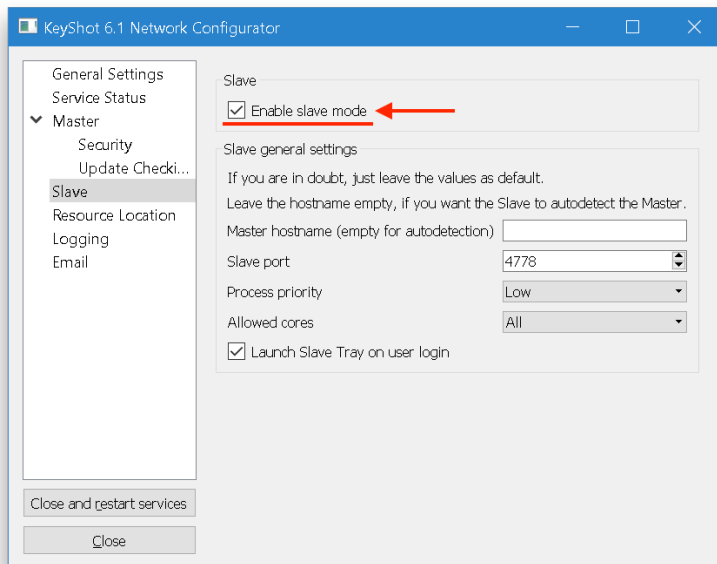 KeyShot 6.1 Network Configurator
General Settings
Service Status
Master
Security
Update Checki...
Slave
Resource Location
Logging
Email
Close and restart services
Close
Slave
Enable slave mode
Slave general settings
If you are in doubt, just leave the values as default.
Leave the hostname empty, if you want the Slave to autodetect the Master.
Master hostname (empty for autodetection)
Slave port 4778
Process priority Low
Allowed cores All
Launch Slave Tray on user login